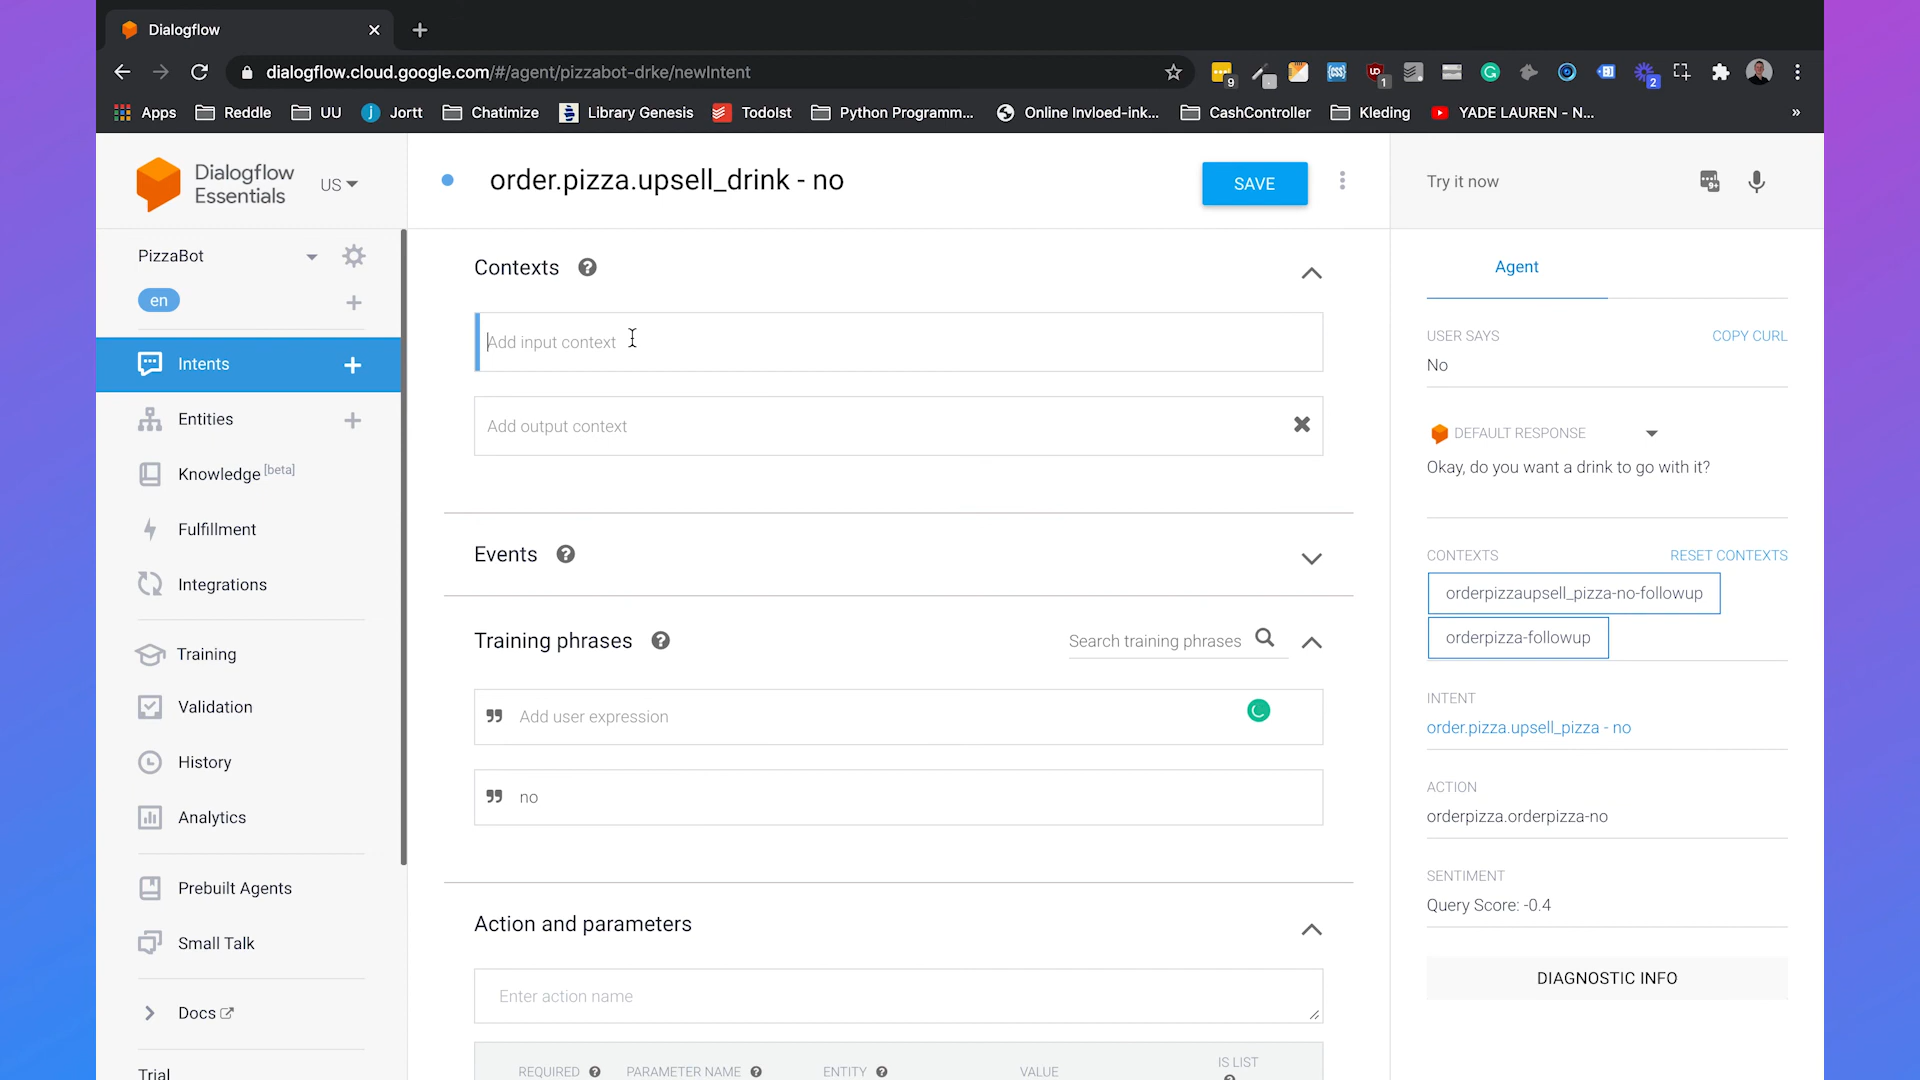 Dialogflow
dialogflow.cloud.google.com/#/agent/pizzabot-drke/newIntent
9
1
2
Apps
Reddle
UU
Jortt
Chatimize
Library Genesis
TodoIst
Python Programm...
Online Invloed-ink...
CashController
Kleding
YADE LAUREN - N...
»
Dialogflow
Essentials
US
PizzaBot
en
Intents
Entities
Knowledge [beta]
Fulfillment
Integrations
Training
Validation
History
Analytics
Prebuilt Agents
Small Talk
Docs
Trial
order.pizza.upsell_drink - no
SAVE
Contexts
Add input context
Add output context
Events
Training phrases
Search training phrases
Add user expression
no
Action and parameters
Enter action name
REQUIRED PARAMETER NAME ENTITY VALUE IS LIST
Try it now
Agent
USER SAYS COPY CURL
No
DEFAULT RESPONSE
Okay, do you want a drink to go with it?
CONTEXTS RESET CONTEXTS
orderpizzaupsell_pizza-no-followup
orderpizza-followup
INTENT
order.pizza.upsell_pizza - no
ACTION
orderpizza.orderpizza-no
SENTIMENT
Query Score: -0.4
DIAGNOSTIC INFO